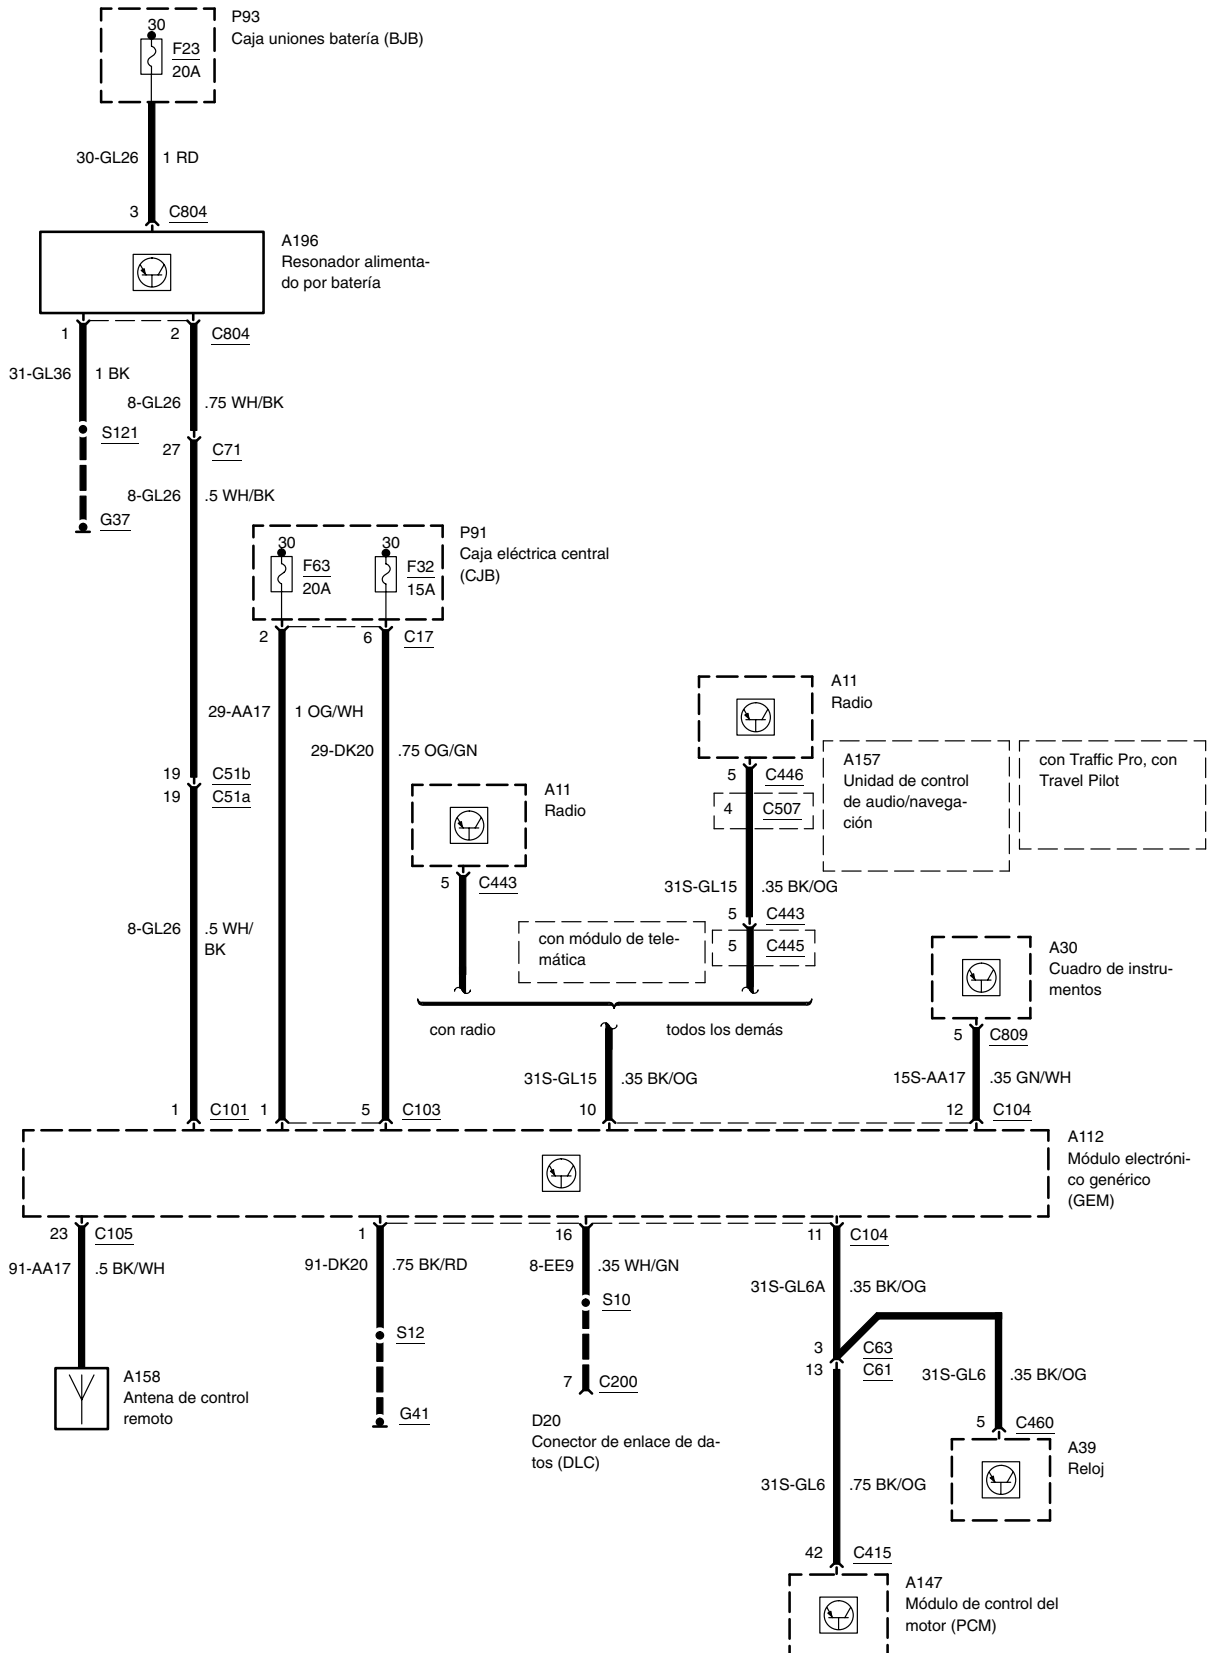 P93
Caja uniones batería (BJB)
30
F23
20A
30-GL26 1 RD
3 C804
A196
Resonador alimenta-
do por batería
1 2 C804
31-GL36 1 BK
8-GL26 .75 WH/BK
S121
27 C71
8-GL26 .5 WH/BK
G37
P91
Caja eléctrica central
(CJB)
30 30
F63 F32
20A 15A
2 6 C17
A11
Radio
29-AA17 1 OG/WH
29-DK20 .75 OG/GN
A157
Unidad de control
de audio/navega-
ción
con Traffic Pro, con
Travel Pilot
19 C51b
19 C51a
5 C446
4 C507
A11
Radio
5 C443
31S-GL15 .35 BK/OG
5 C443
8-GL26 .5 WH/
BK
con módulo de tele-
mática
5 C445
A30
Cuadro de instru-
mentos
con radio todos los demás
5 C809
31S-GL15 .35 BK/OG
15S-AA17 .35 GN/WH
1 C101 1 5 C103 10 12 C104
A112
Módulo electróni-
co genérico
(GEM)
23 C105 1 16 11 C104
91-AA17 .5 BK/WH
91-DK20 .75 BK/RD
8-EE9 .35 WH/GN
31S-GL6A .35 BK/OG
S10
S12
3 C63
13 C61
31S-GL6 .35 BK/OG
A158
Antena de control
remoto
7 C200
G41
D20
Conector de enlace de da-
tos (DLC)
5 C460
A39
Reloj
31S-GL6 .75 BK/OG
42 C415
A147
Módulo de control del
motor (PCM)